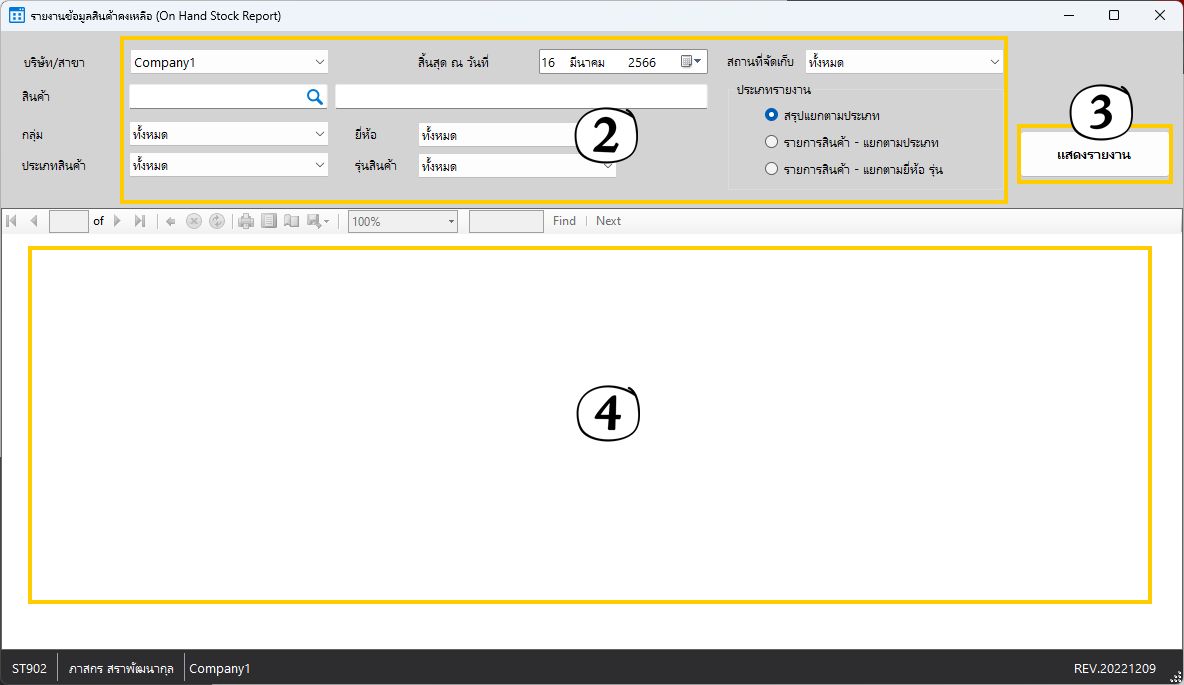 รายงานข้อมูลสินค้าคงเหลือ (On Hand Stock Report)
บริษัท/สาขา Company1 สิ้นสุด ณ วันที่ 16 มีนาคม 2566 สถานที่จัดเก็บ ทั้งหมด
สินค้า ประเภทรายงาน
สรุปแยกตามประเภท
กลุ่ม ทั้งหมด ยี่ห้อ ทั้งหมด 2
รายการสินค้า - แยกตามประเภท
ประเภทสินค้า ทั้งหมด รุ่นสินค้า ทั้งหมด
รายการสินค้า - แยกตามยี่ห้อ รุ่น
3
แสดงรายงาน
of 100% Find Next
4
ST902 ภาสกร สราพัฒนากุล Company1 REV.20221209